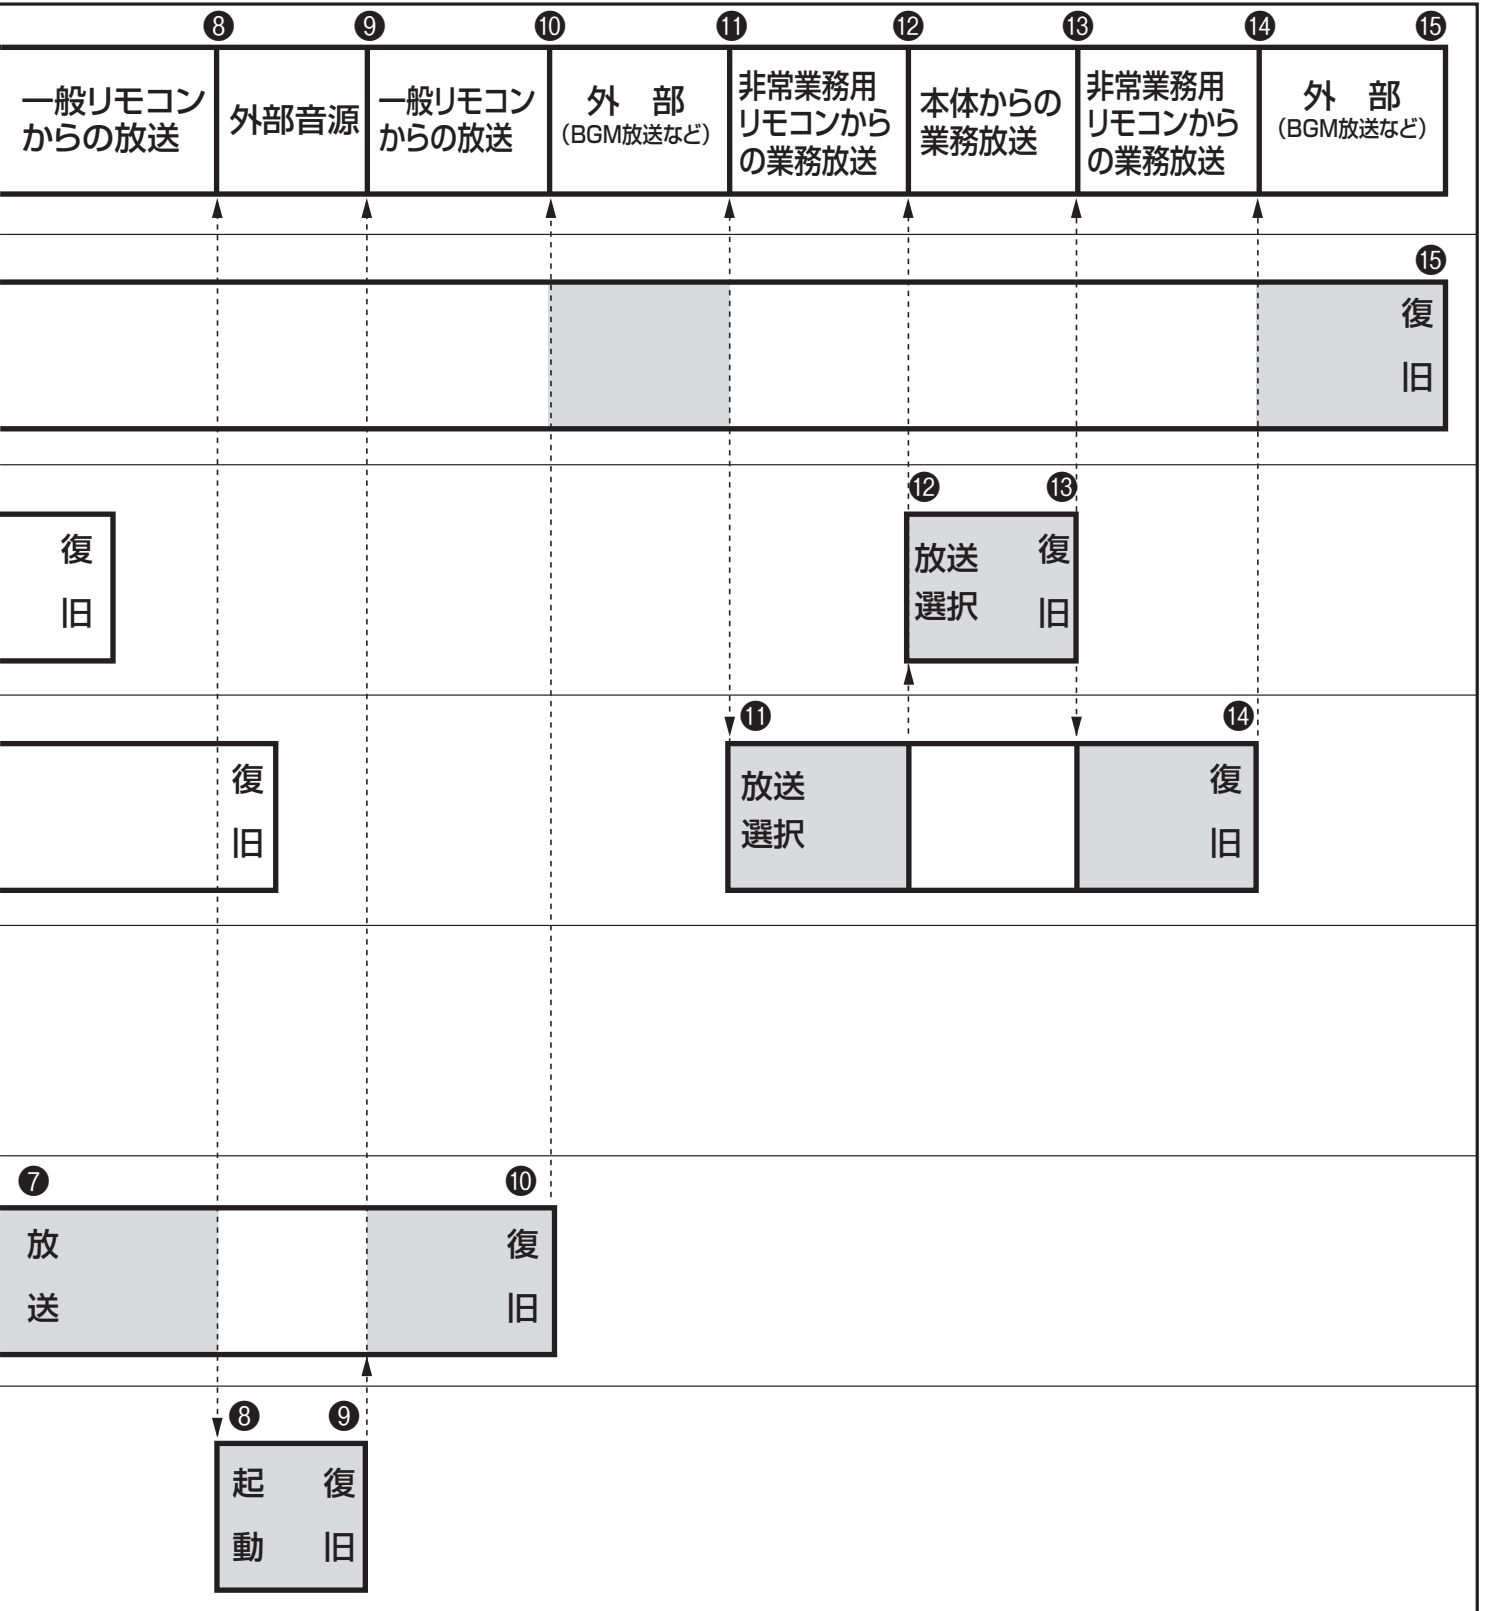 ❽ ❾ ❿ ⓫ ⓬ ⓭ ⓮ ⓯
一般リモコン
からの放送
外部音源
一般リモコン
からの放送
外　部
（BGM放送など）
非常業務用
リモコンから
の業務放送
本体からの
業務放送
非常業務用
リモコンから
の業務放送
外　部
（BGM放送など）
⓯
復
旧
⓬ ⓭
復
旧
放送
選択
復
旧
⓫ ⓮
復
旧
放送
選択
復
旧
❼ ❿
放
送
復
旧
❽ ❾
起
動
復
旧